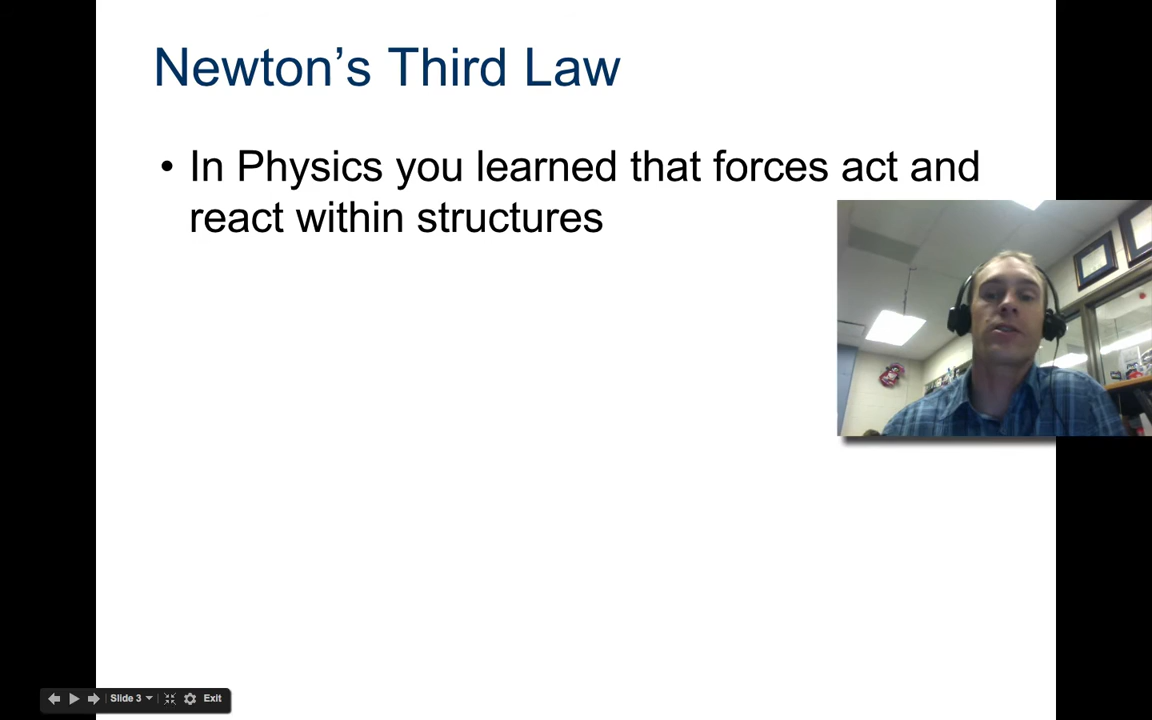 Newton’s Third Law
• In Physics you learned that forces act and
react within structures
Slide 3
Exit